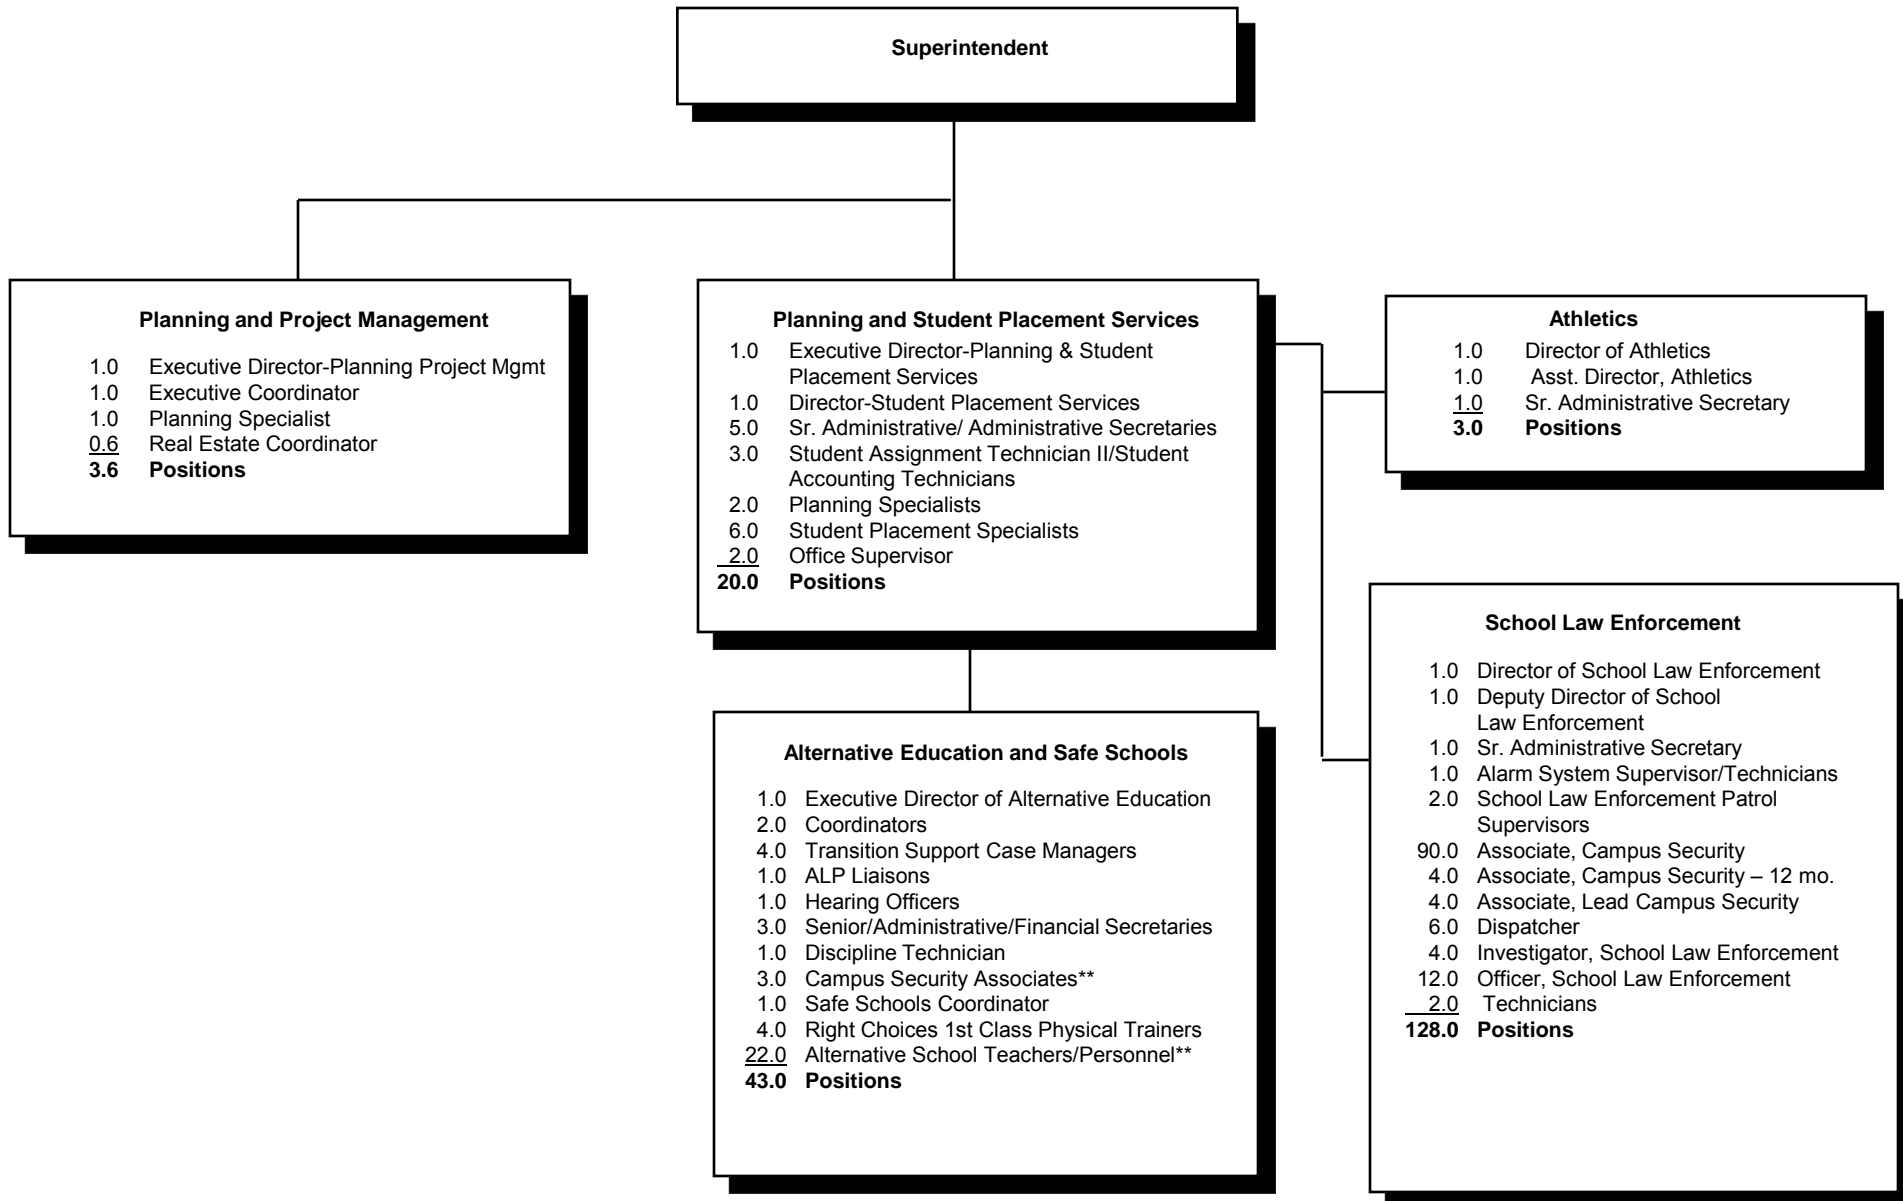 Superintendent
Planning and Project Management
1.0 Executive Director-Planning Project Mgmt
1.0 Executive Coordinator
1.0 Planning Specialist
0.6 Real Estate Coordinator
3.6 Positions
Planning and Student Placement Services
1.0 Executive Director-Planning & Student
Placement Services
1.0 Director-Student Placement Services
5.0 Sr. Administrative/ Administrative Secretaries
3.0 Student Assignment Technician II/Student
Accounting Technicians
2.0 Planning Specialists
6.0 Student Placement Specialists
2.0 Office Supervisor
20.0 Positions
Athletics
1.0 Director of Athletics
1.0 Asst. Director, Athletics
1.0 Sr. Administrative Secretary
3.0 Positions
Alternative Education and Safe Schools
1.0 Executive Director of Alternative Education
2.0 Coordinators
4.0 Transition Support Case Managers
1.0 ALP Liaisons
1.0 Hearing Officers
3.0 Senior/Administrative/Financial Secretaries
1.0 Discipline Technician
3.0 Campus Security Associates**
1.0 Safe Schools Coordinator
4.0 Right Choices 1st Class Physical Trainers
22.0 Alternative School Teachers/Personnel**
43.0 Positions
School Law Enforcement
1.0 Director of School Law Enforcement
1.0 Deputy Director of School
Law Enforcement
1.0 Sr. Administrative Secretary
1.0 Alarm System Supervisor/Technicians
2.0 School Law Enforcement Patrol
Supervisors
90.0 Associate, Campus Security
4.0 Associate, Campus Security – 12 mo.
4.0 Associate, Lead Campus Security
6.0 Dispatcher
4.0 Investigator, School Law Enforcement
12.0 Officer, School Law Enforcement
2.0 Technicians
128.0 Positions